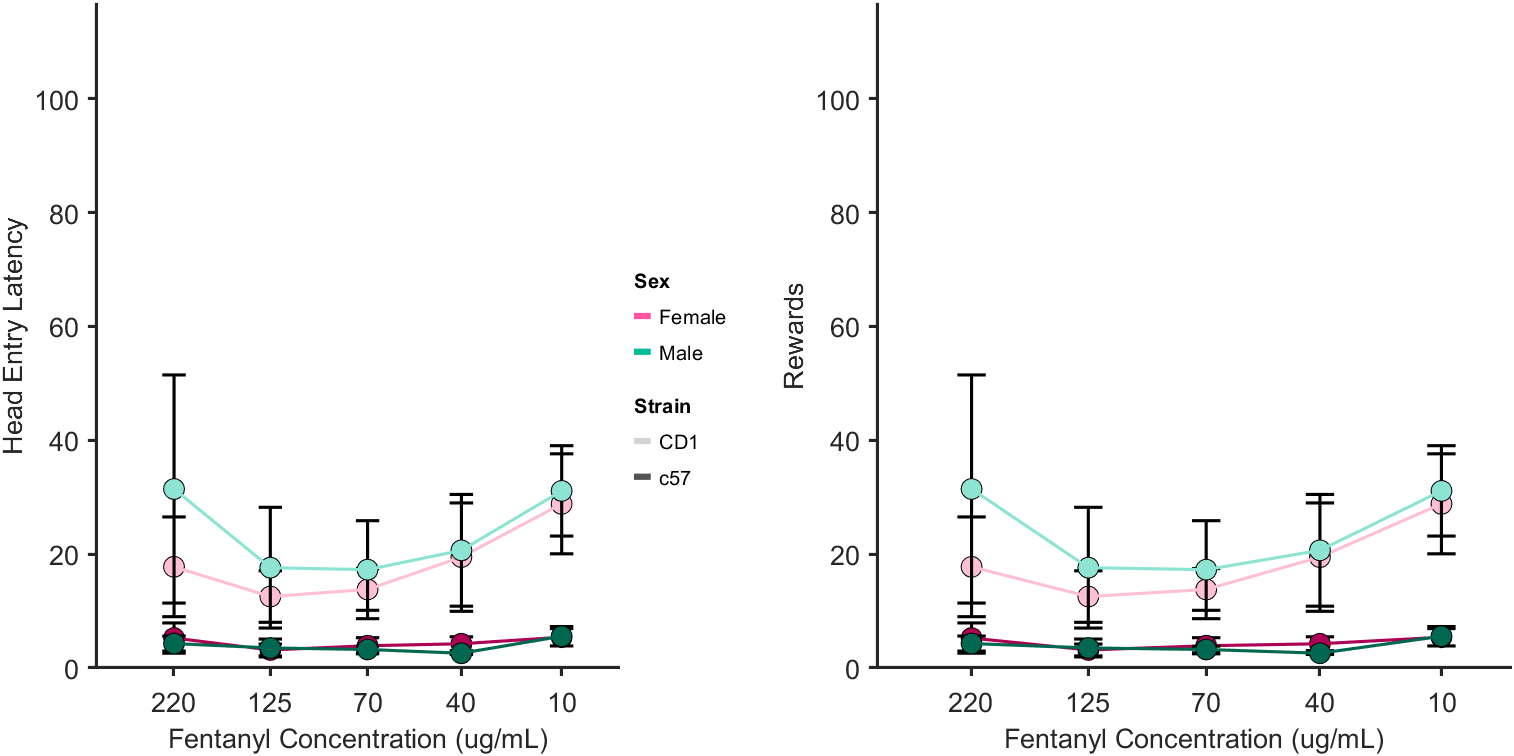 Head Entry Latency
100
80
60
40
20
0
220 125 70 40 10
Fentanyl Concentration (ug/mL)
Sex
Female
Male
Strain
CD1
c57
Rewards
100
80
60
40
20
0
220 125 70 40 10
Fentanyl Concentration (ug/mL)